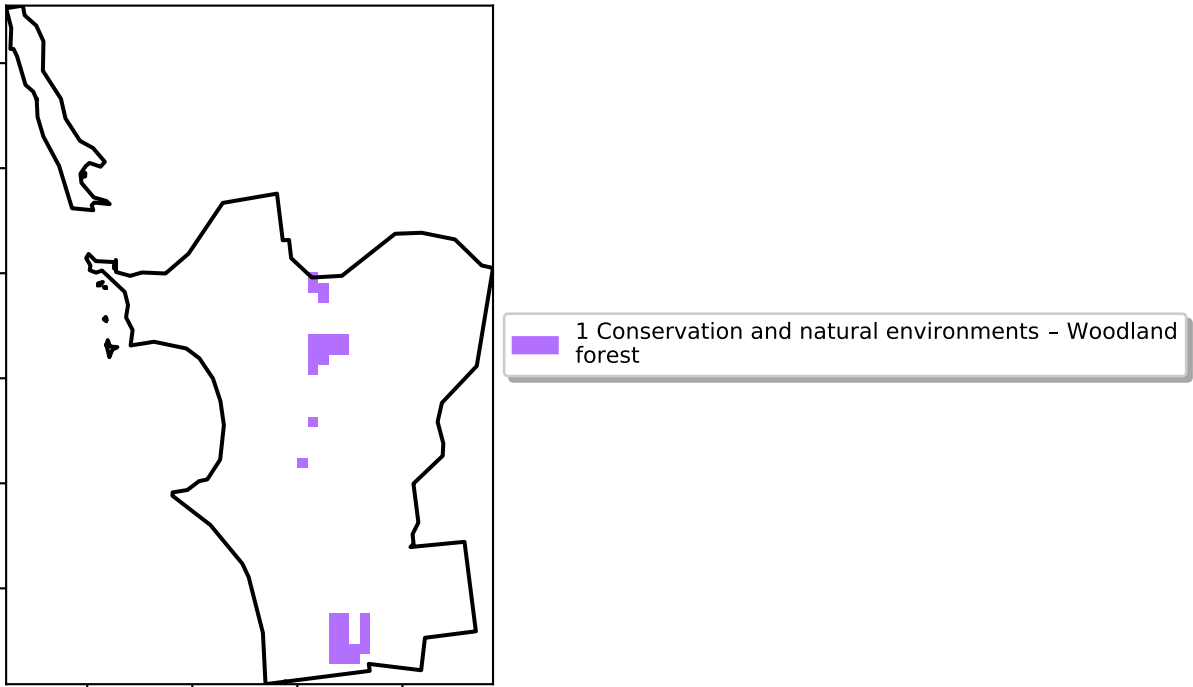 1 Conservation and natural environments – Woodland
forest